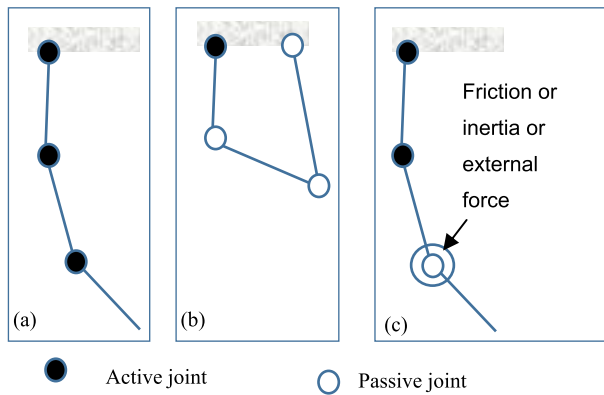 Friction or
inertia or
external
force
(a)
(b)
(c)
Active joint
Passive joint